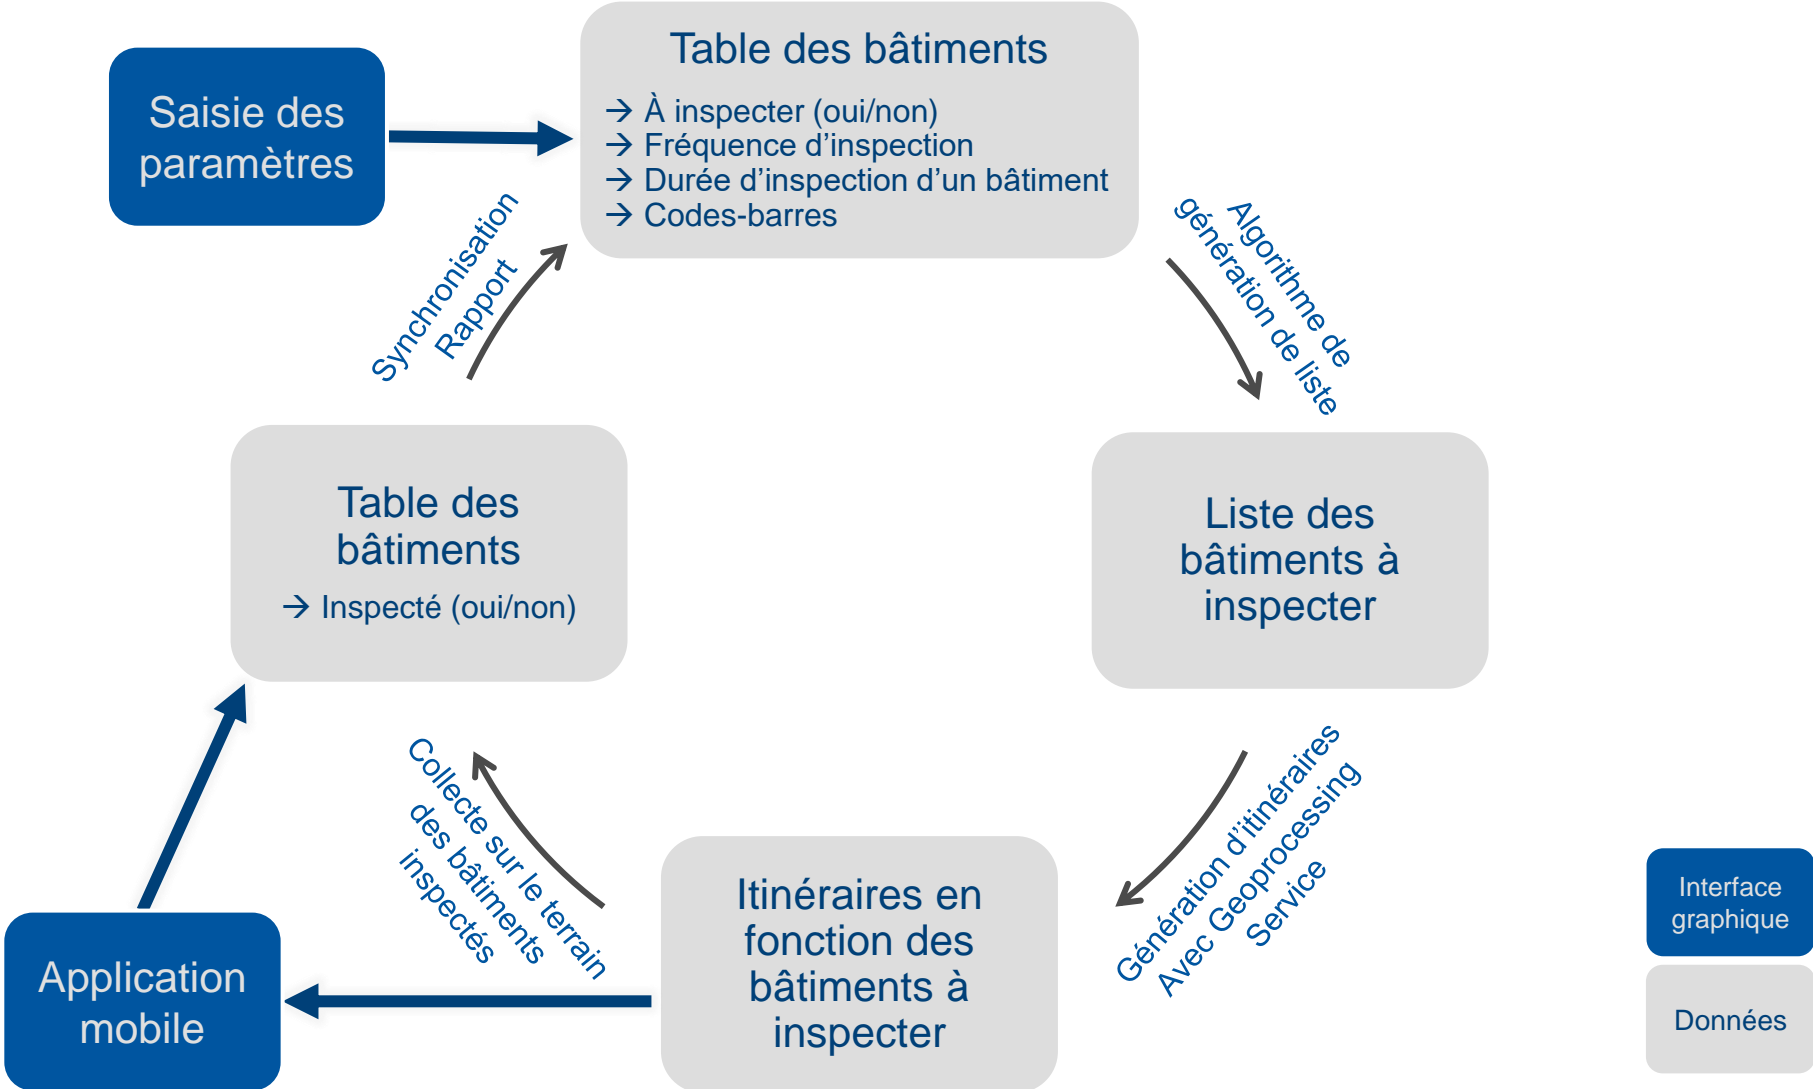 Table des bâtiments
→ À inspecter (oui/non)
→ Fréquence d’inspection
→ Durée d’inspection d’un bâtiment
→ Codes-barres
Saisie des
paramètres
Synchronisation
Rapport
Algorithme de
génération de liste
Table des
bâtiments
→ Inspecté (oui/non)
Liste des
bâtiments à
inspecter
Collecte sur le terrain
des bâtiments
inspectés
Génération d’itinéraires
Avec Geoprocessing
Service
Itinéraires en
fonction des
bâtiments à
inspecter
Application
mobile
Interface
graphique
Données